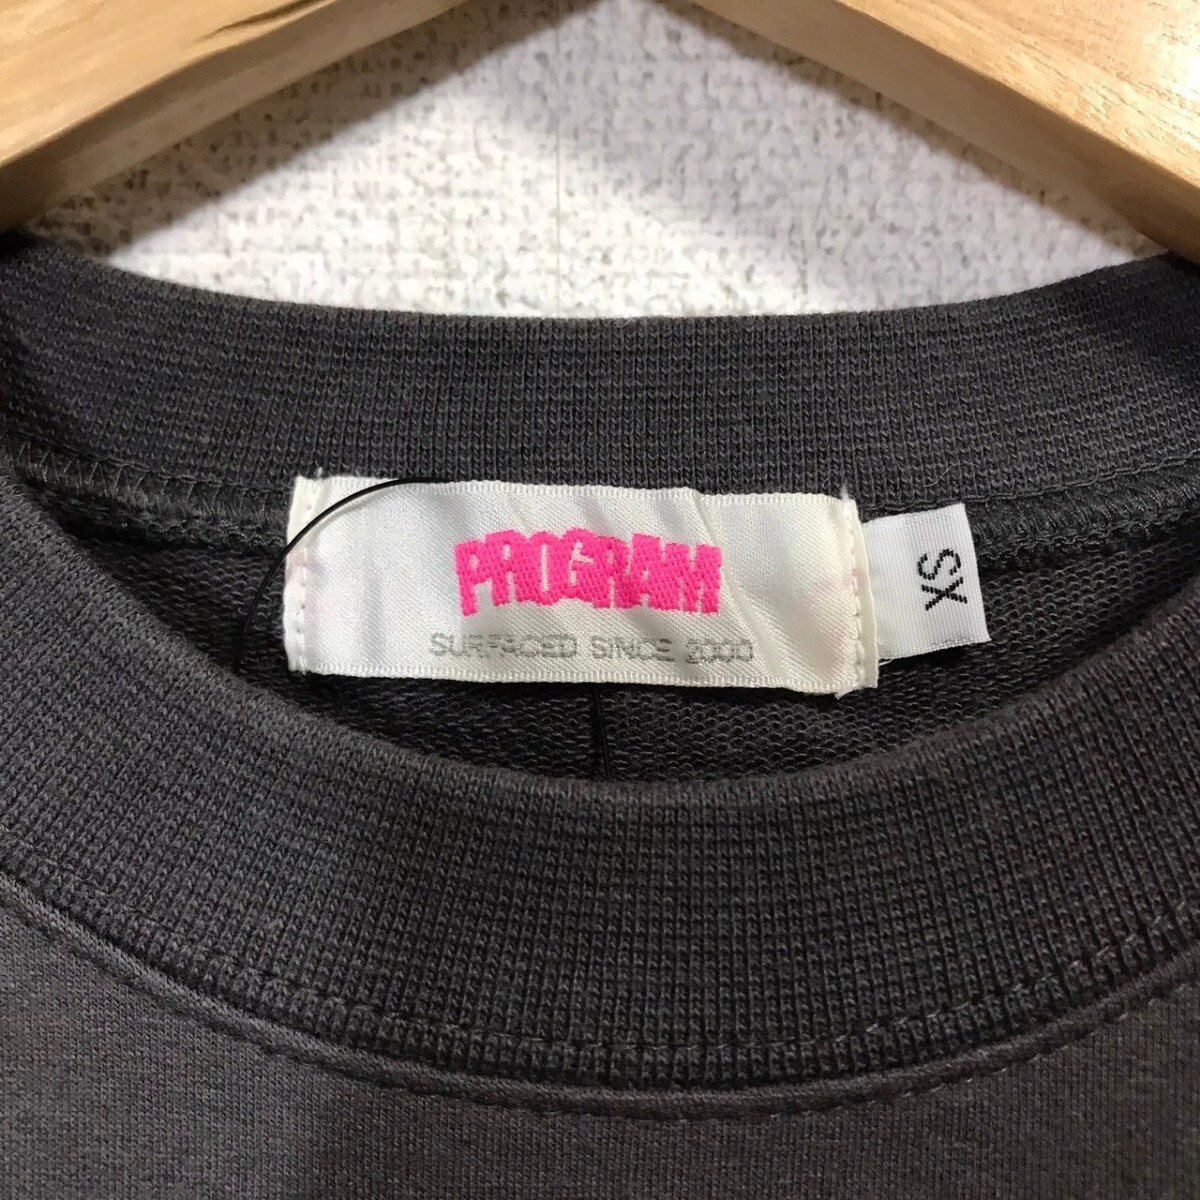 PROGRAM
SURFACED SINCE 2000
XS